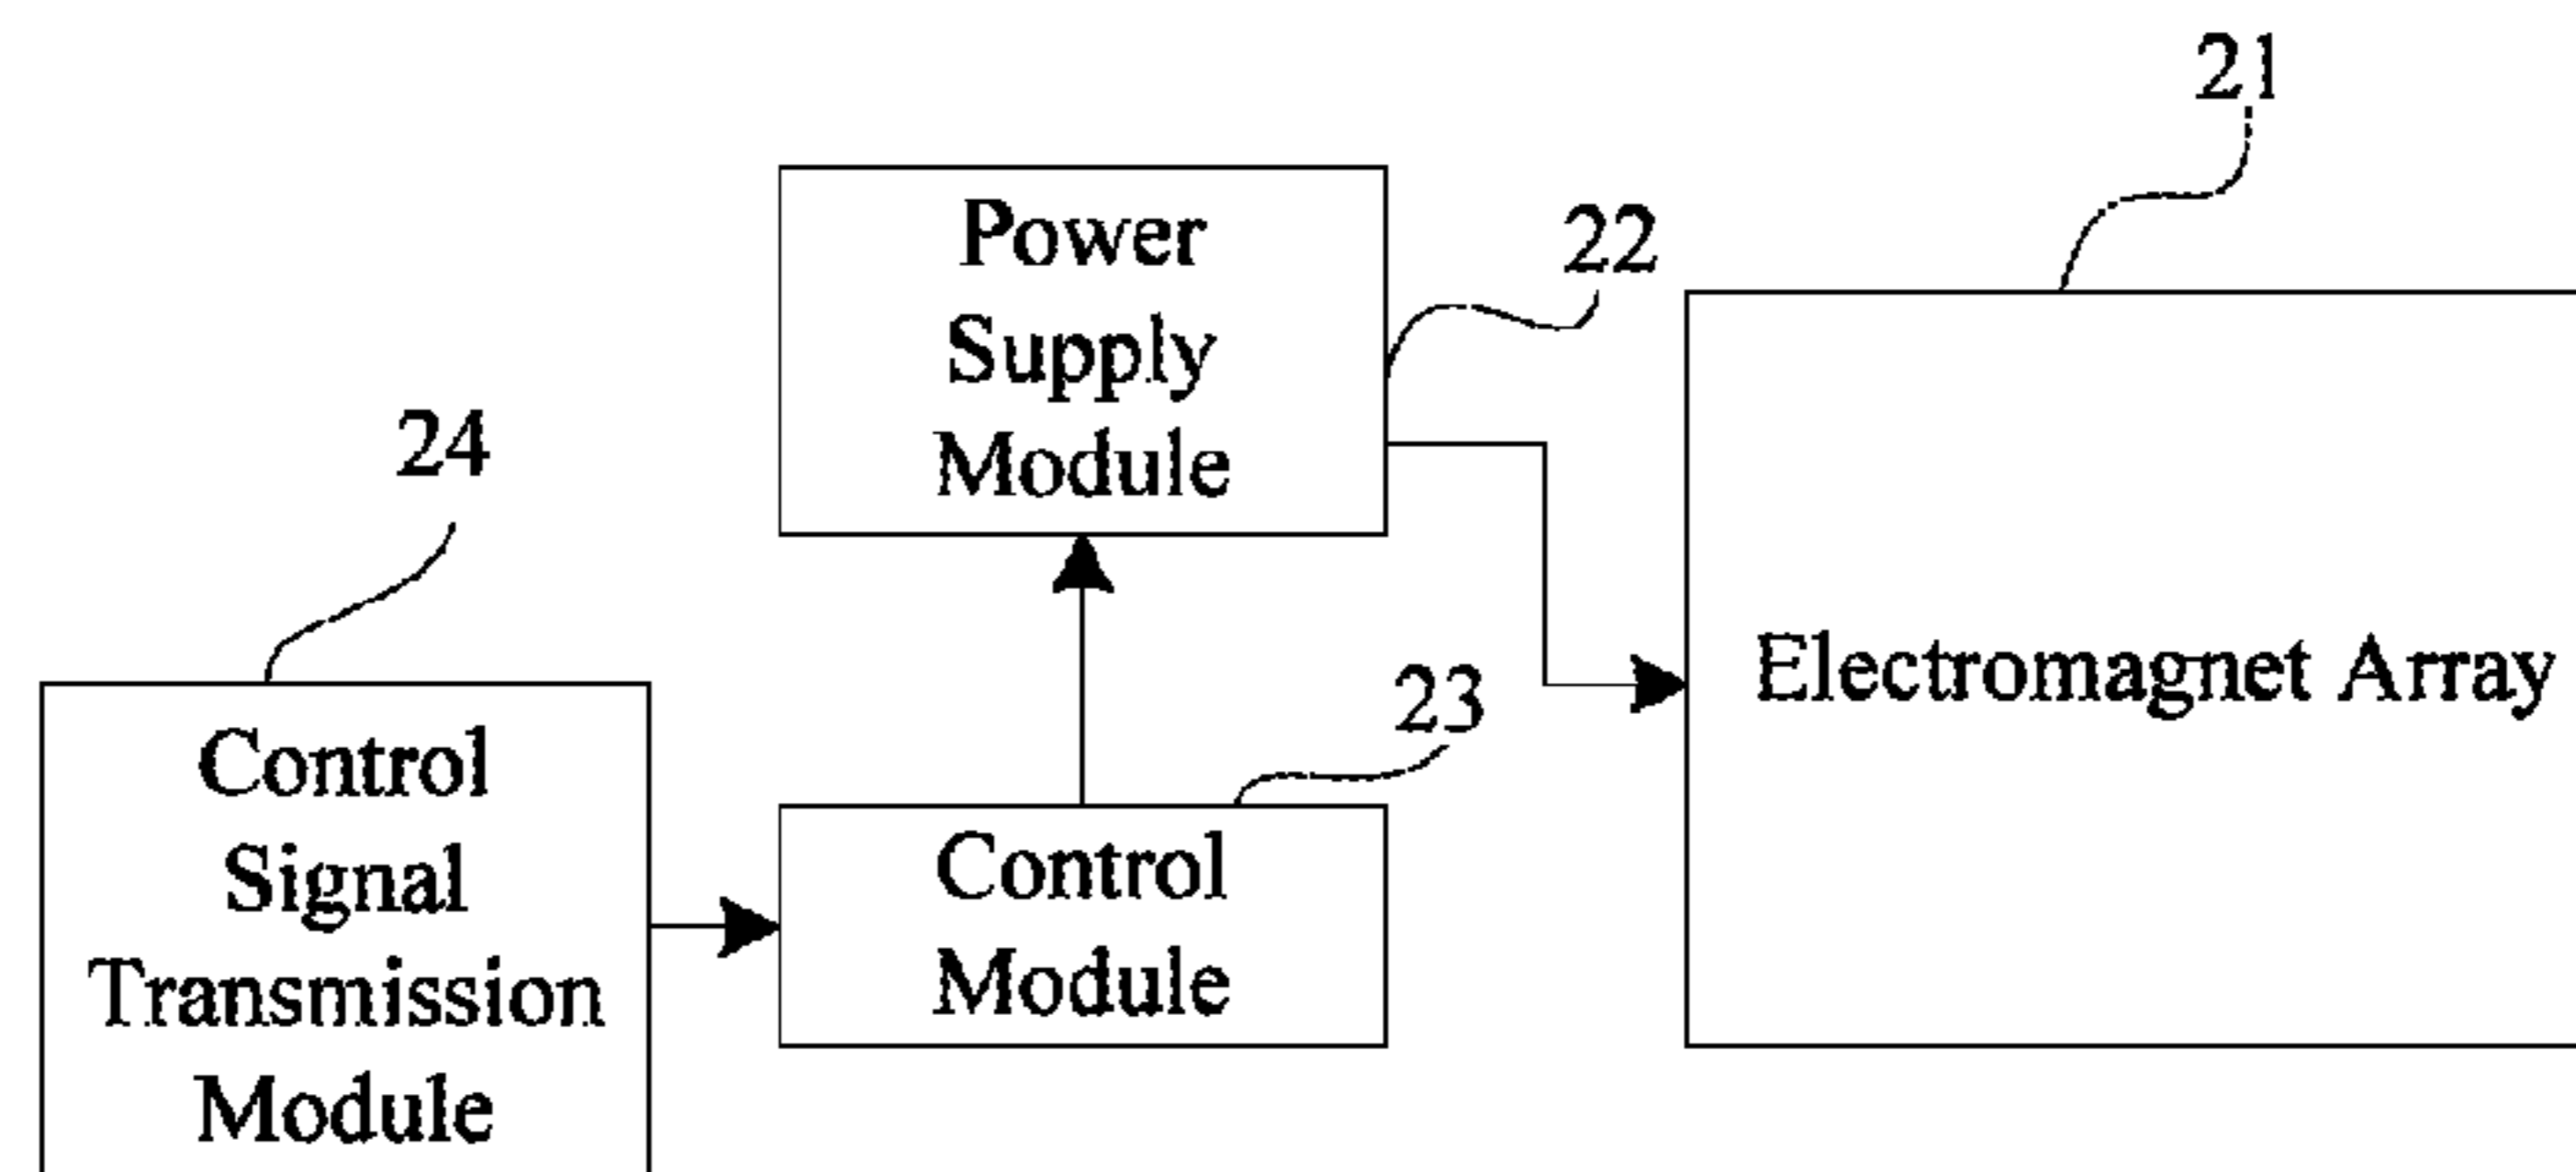 21
Power
Supply
Module
22
24
Electromagnet Array
23
Control
Signal
Transmission
Module
Control
Module